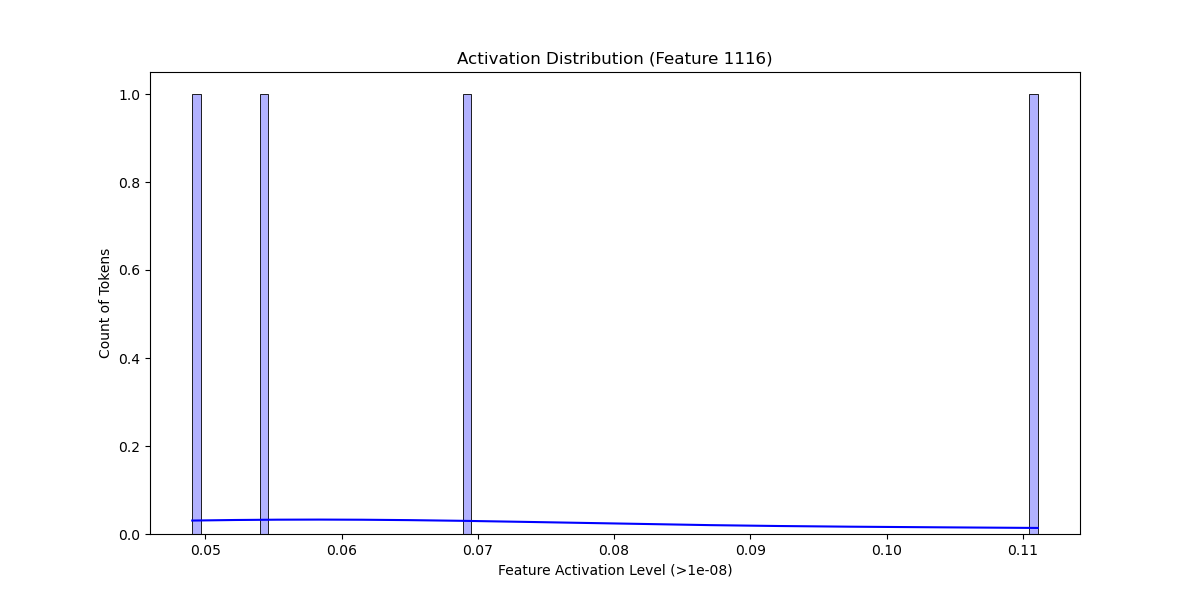 Activation Distribution (Feature 1116)
1.0
0.8
0.6
0.4
0.2
0.0
Count of Tokens
0.05 0.06 0.07 0.08 0.09 0.10 0.11
Feature Activation Level (>1e-08)